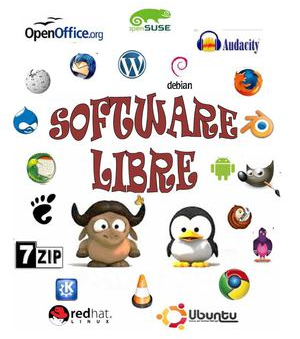 OpenOffice.org
openSUSE
Audacity
debian
SOFTWARE
LIBRE
7ZIP
redhat.
LINUX
Ubuntu